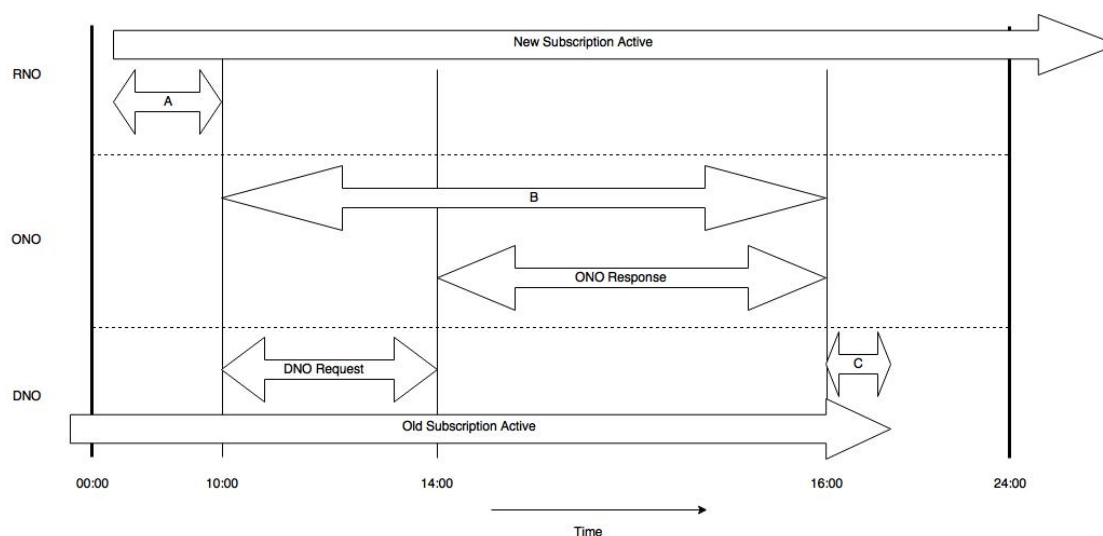 New Subscription Active
RNO
A
B
ONO
ONO Response
DNO Request
C
DNO
Old Subscription Active
00:00
10:00
14:00
16:00
24:00
Time